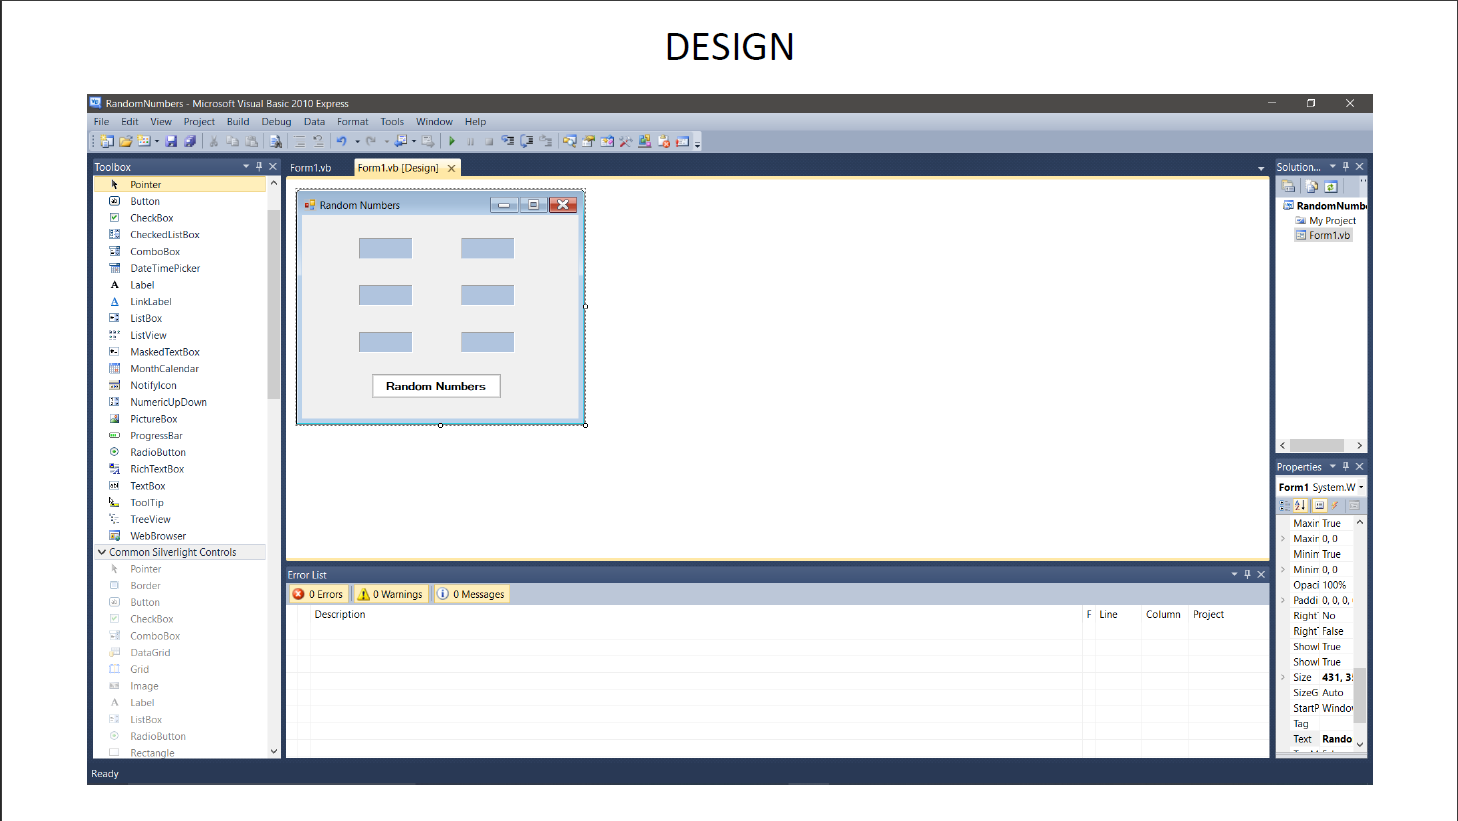 DESIGN
RandomNumbers - Microsoft Visual Basic 2010 Express
File Edit View Project Build Debug Data Format Tools Window Help
Toolbox
Pointer
Button
CheckBox
CheckedListBox
ComboBox
DateTimePicker
Label
LinkLabel
ListBox
ListView
MaskedTextBox
MonthCalendar
NotifyIcon
NumericUpDown
PictureBox
ProgressBar
RadioButton
RichTextBox
TextBox
ToolTip
TreeView
WebBrowser
Common Silverlight Controls
Pointer
Border
Button
CheckBox
ComboBox
DataGrid
Grid
Image
Label
ListBox
RadioButton
Rectangle
Form1.vb
Form1.vb [Design]
Random Numbers
Random Numbers
Error List
0 Errors 0 Warnings 0 Messages
Description F Line Column Project
Solution...
RandomNumb
My Project
Form1.vb
Properties
Form1 System.W
Maxir True
Maxir 0, 0
Minin True
Minin 0, 0
Opaci 100%
Paddi 0, 0, 0,
Right No
Right False
Showl True
Showl True
Size 431, 3
SizeG Auto
StartP Windo
Tag
Text Rando
Ready